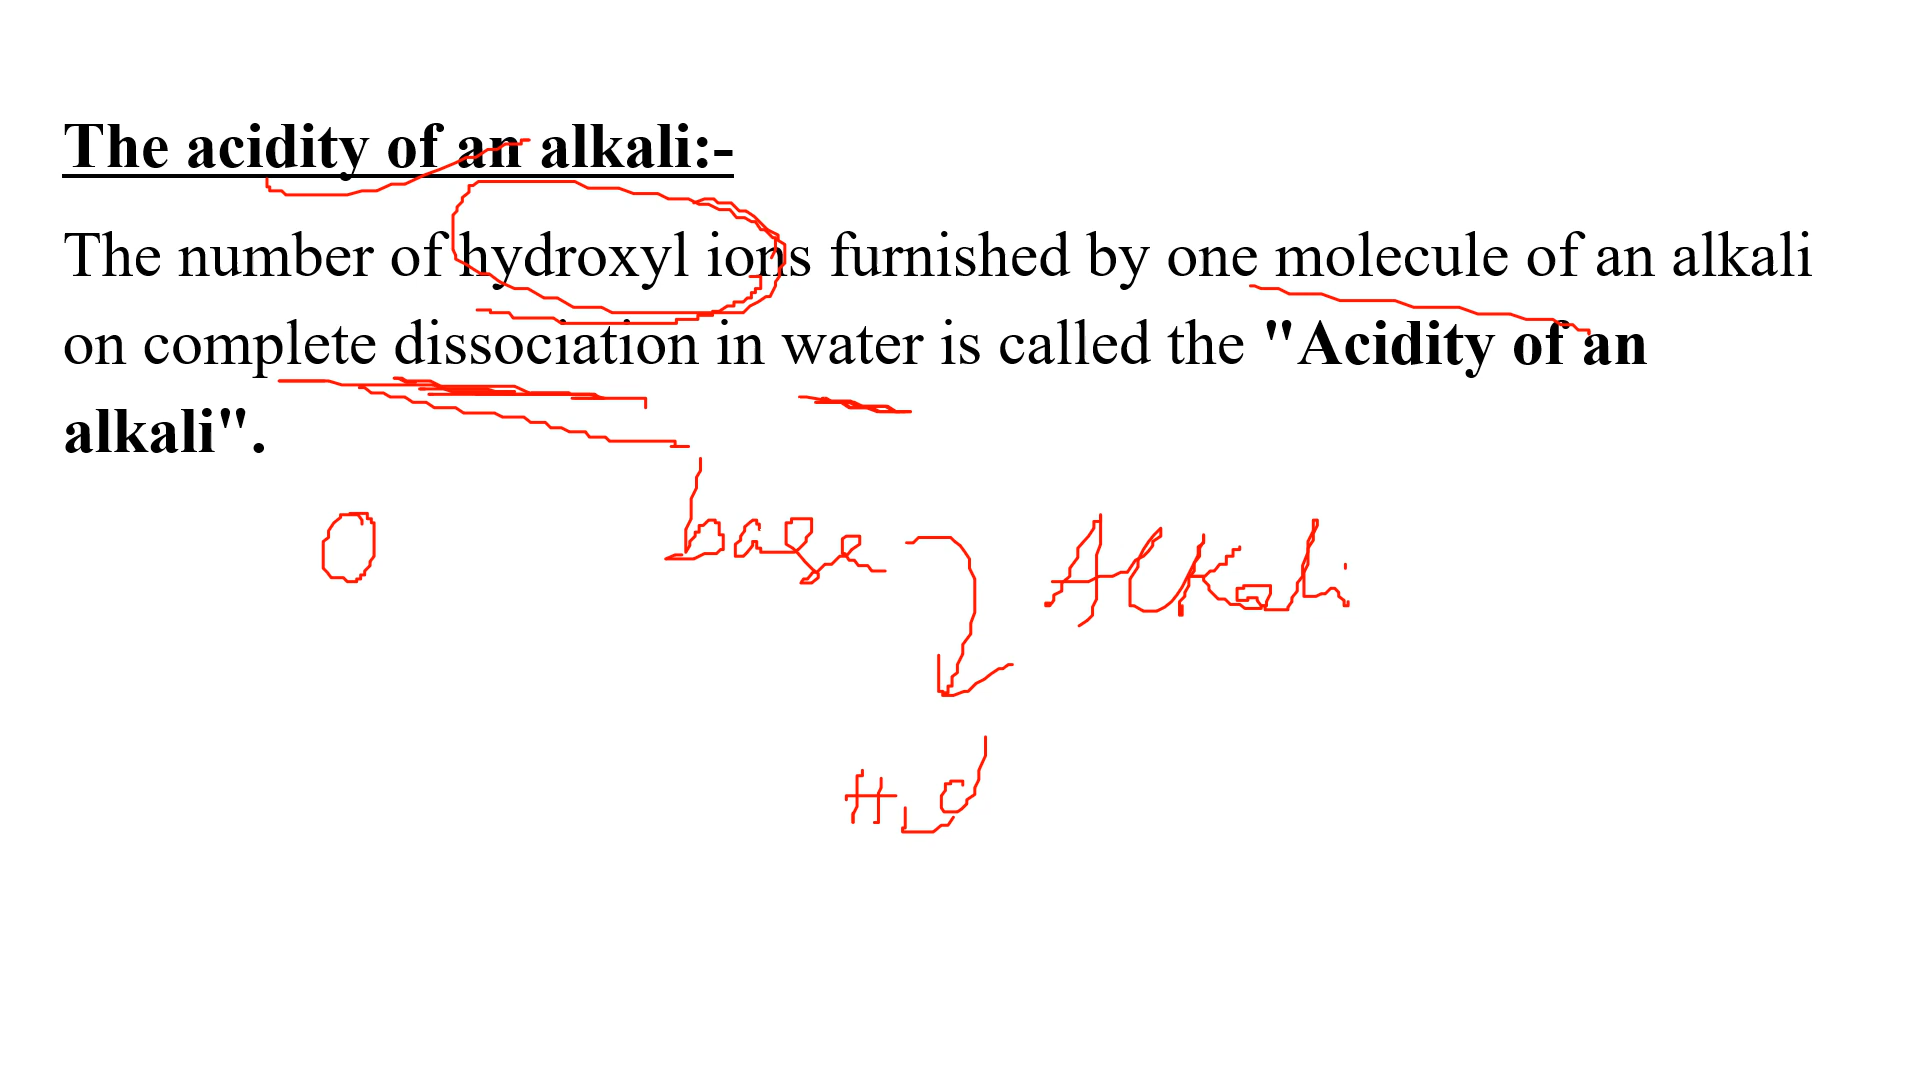 The acidity of an alkali:-
The number of hydroxyl ions furnished by one molecule of an alkali
on complete dissociation in water is called the "Acidity of an
alkali".
O base Alkali
H2O